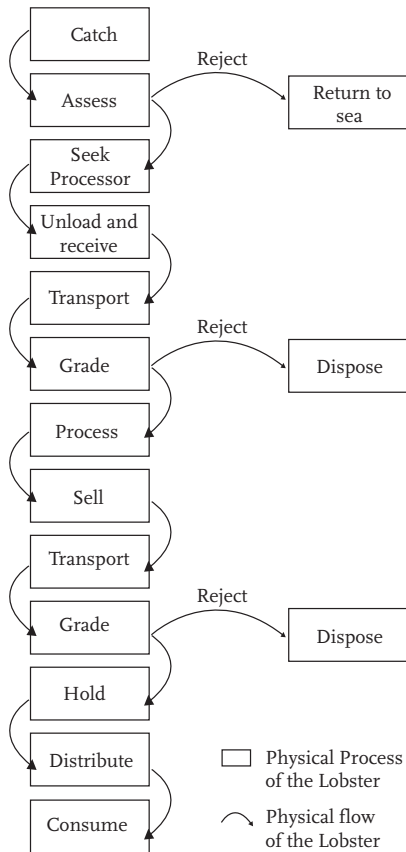 Catch
Reject
Assess
Return to
sea
Seek
Processor
Unload and
receive
Transport
Reject
Grade
Dispose
Process
Sell
Transport
Reject
Grade
Dispose
Hold
Distribute
Consume
Physical Process
of the Lobster
Physical flow
of the Lobster